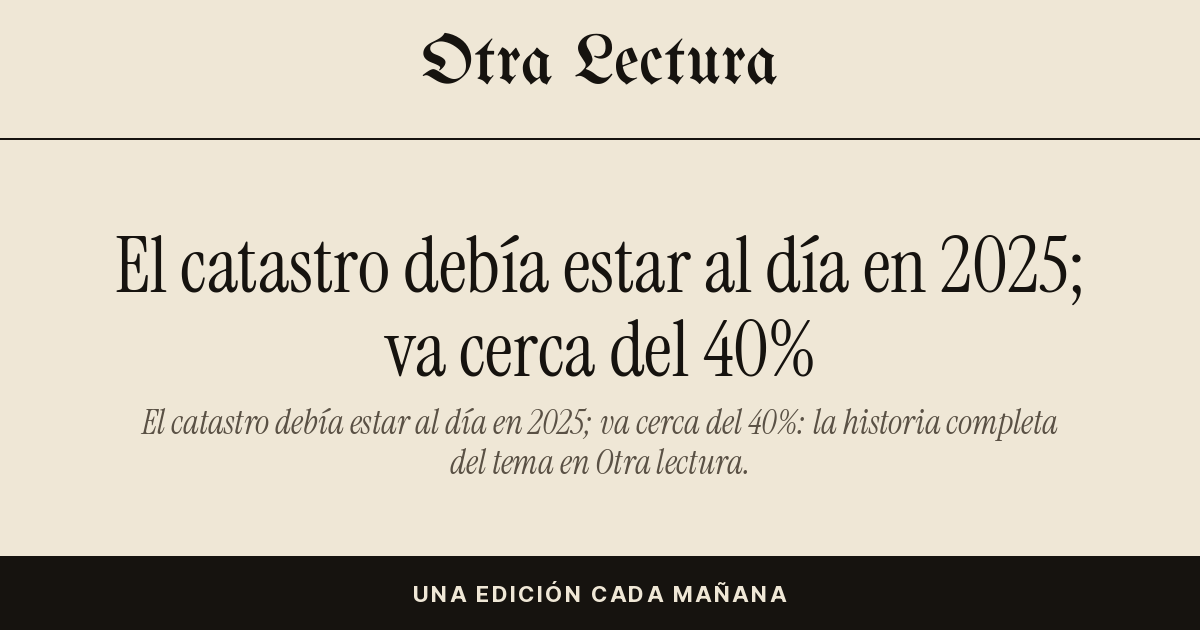 Otra Lectura
El catastro debía estar al día en 2025;
va cerca del 40%
El catastro debía estar al día en 2025; va cerca del 40%: la historia completa
del tema en Otra lectura.
UNA EDICIÓN CADA MAÑANA